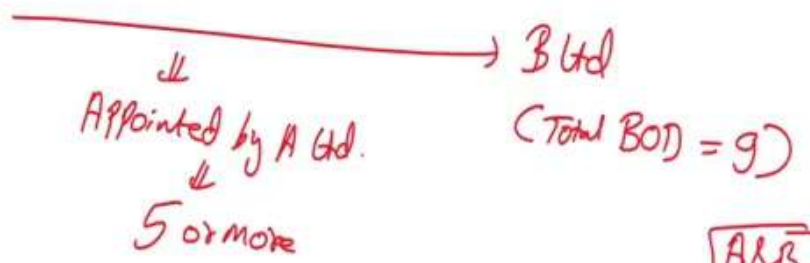 B Ltd
Appointed by A Ltd.
(Total BOD = 9)
5 or more